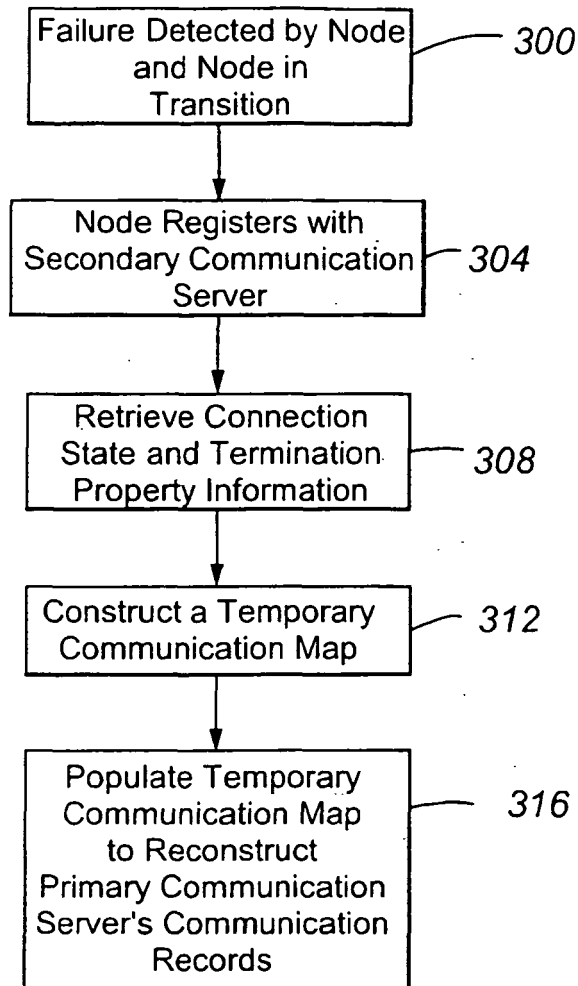 Failure Detected by Node
and Node in
Transition
300
Node Registers with
Secondary Communication
Server
304
Retrieve Connection
State and Termination
Property Information
308
Construct a Temporary
Communication Map
312
Populate Temporary
Communication Map
to Reconstruct
Primary Communication
Server's Communication
Records
316